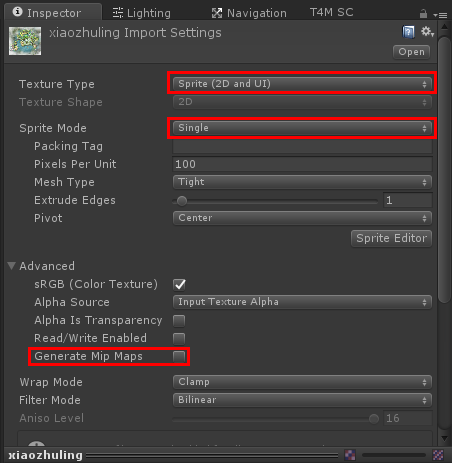 Inspector Lighting Navigation T4M SC
xiaozhuling Import Settings
Open
Texture Type Sprite (2D and UI)
Texture Shape 2D
Sprite Mode Single
Packing Tag
Pixels Per Unit 100
Mesh Type Tight
Extrude Edges 1
Pivot Center
Sprite Editor
Advanced
sRGB (Color Texture)
Alpha Source Input Texture Alpha
Alpha Is Transparency
Read/Write Enabled
Generate Mip Maps
Wrap Mode Clamp
Filter Mode Bilinear
Aniso Level 16
xiaozhuling